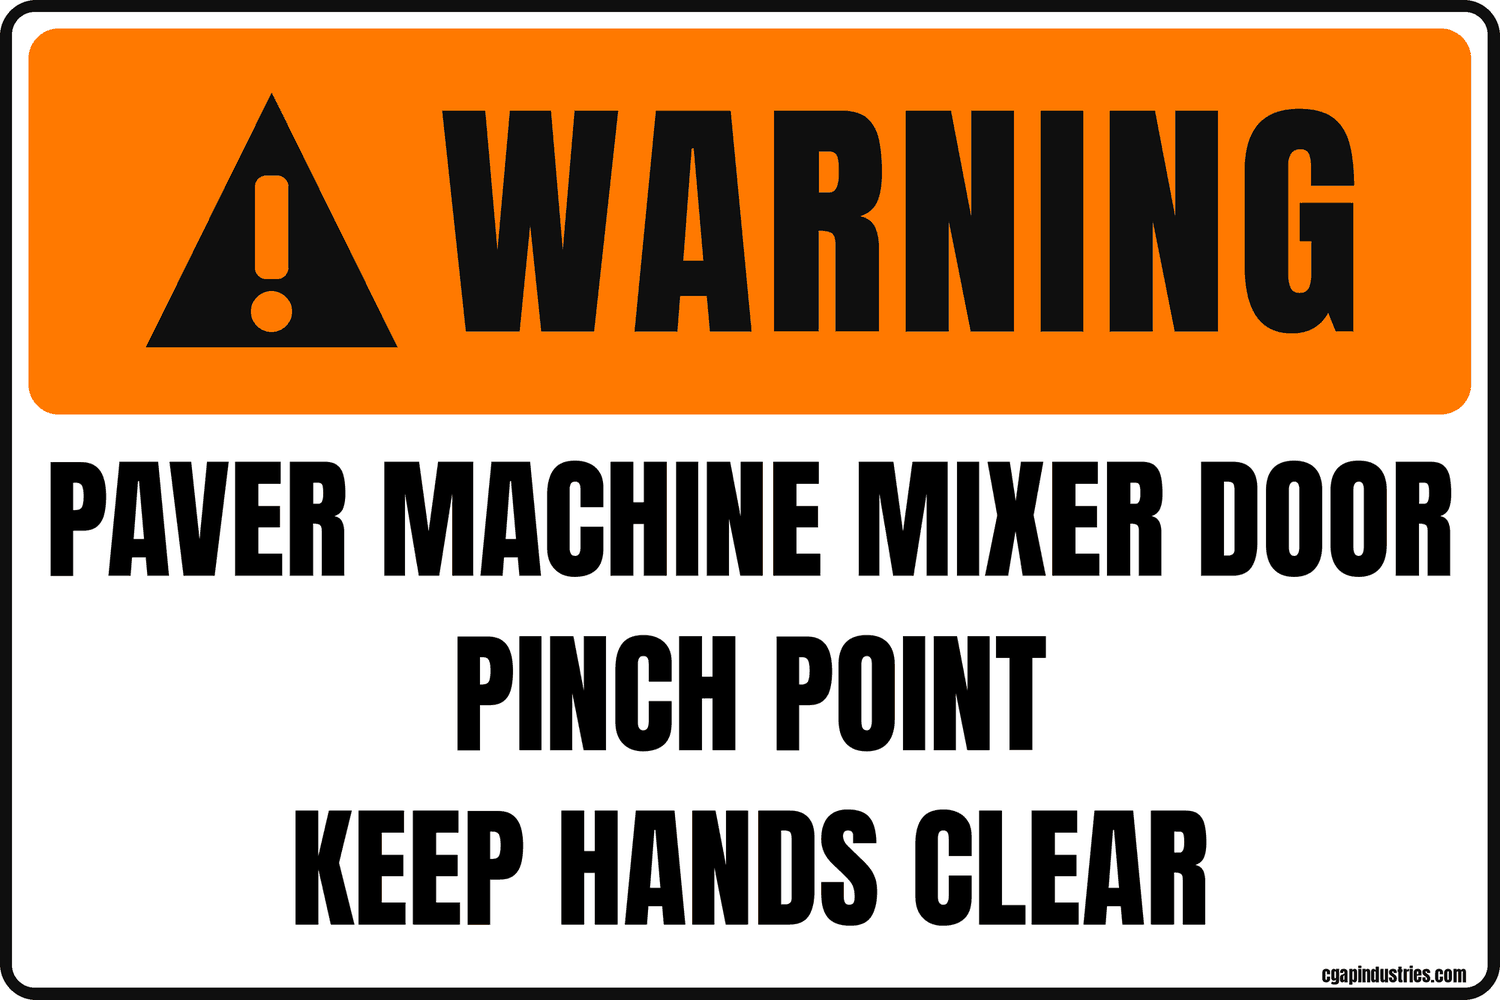 WARNING
PAVER MACHINE MIXER DOOR
PINCH POINT
KEEP HANDS CLEAR
cgapindustries.com